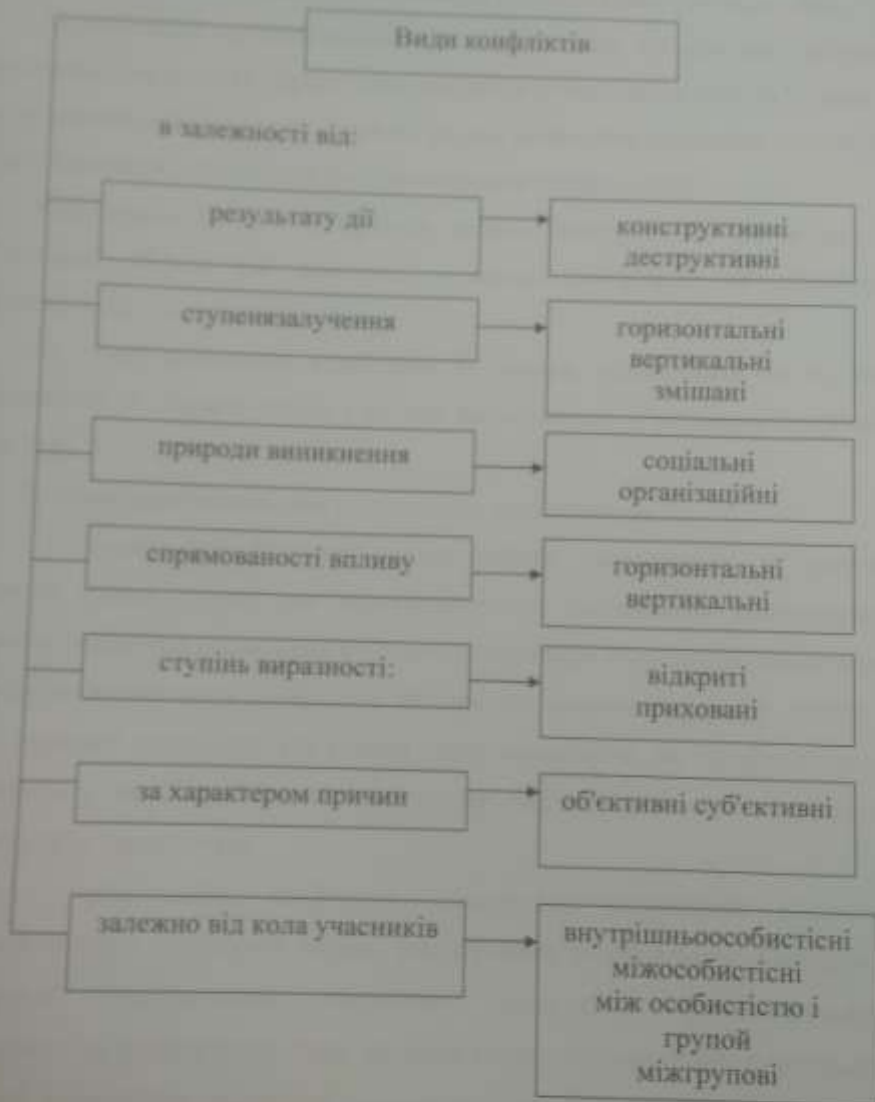 Види конфліктів
в залежності від:
результату дії
конструктивні
деструктивні
ступенязалучення
горизонтальні
вертикальні
змішані
природи виникнення
соціальні
організаційні
спрямованості впливу
горизонтальні
вертикальні
ступінь виразності:
відкриті
приховані
за характером причин
об'єктивні суб'єктивні
залежно від кола учасників
внутрішньоособистісні
міжособистісні
між особистістю і
групой
міжгрупові